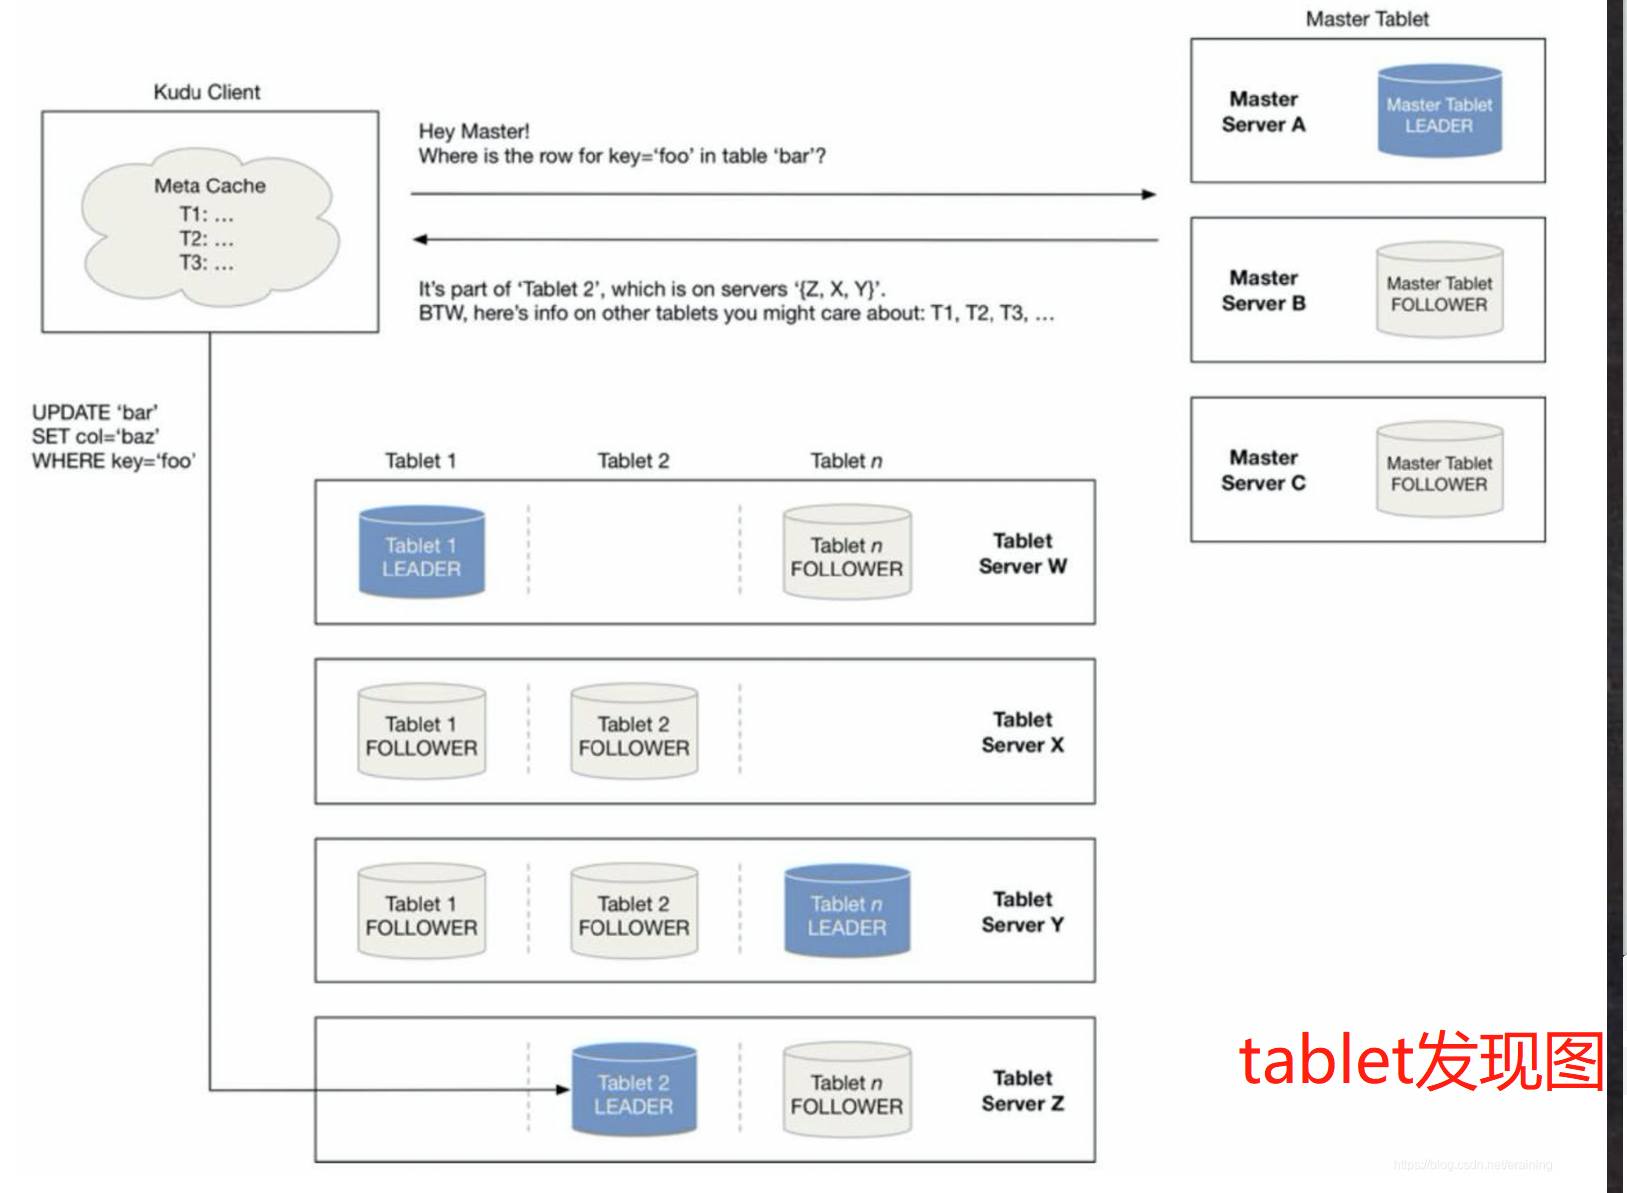 Master Tablet
Kudu Client
Master
Server A
Master Tablet
LEADER
Hey Master!
Where is the row for key=‘foo’ in table ‘bar’?
Meta Cache
T1: ...
T2: ...
T3: ...
It’s part of ‘Tablet 2’, which is on servers ‘{Z, X, Y}’.
BTW, here’s info on other tablets you might care about: T1, T2, T3, ...
Master
Server B
Master Tablet
FOLLOWER
UPDATE ‘bar’
SET col=‘baz’
WHERE key=‘foo’
Master
Server C
Master Tablet
FOLLOWER
Tablet 1
Tablet 2
Tablet n
Tablet 1
LEADER
Tablet n
FOLLOWER
Tablet
Server W
Tablet 1
FOLLOWER
Tablet 2
FOLLOWER
Tablet
Server X
Tablet 1
FOLLOWER
Tablet 2
FOLLOWER
Tablet n
LEADER
Tablet
Server Y
Tablet 2
LEADER
Tablet n
FOLLOWER
Tablet
Server Z
tablet发现图
https://blog.csdn.net/eraining